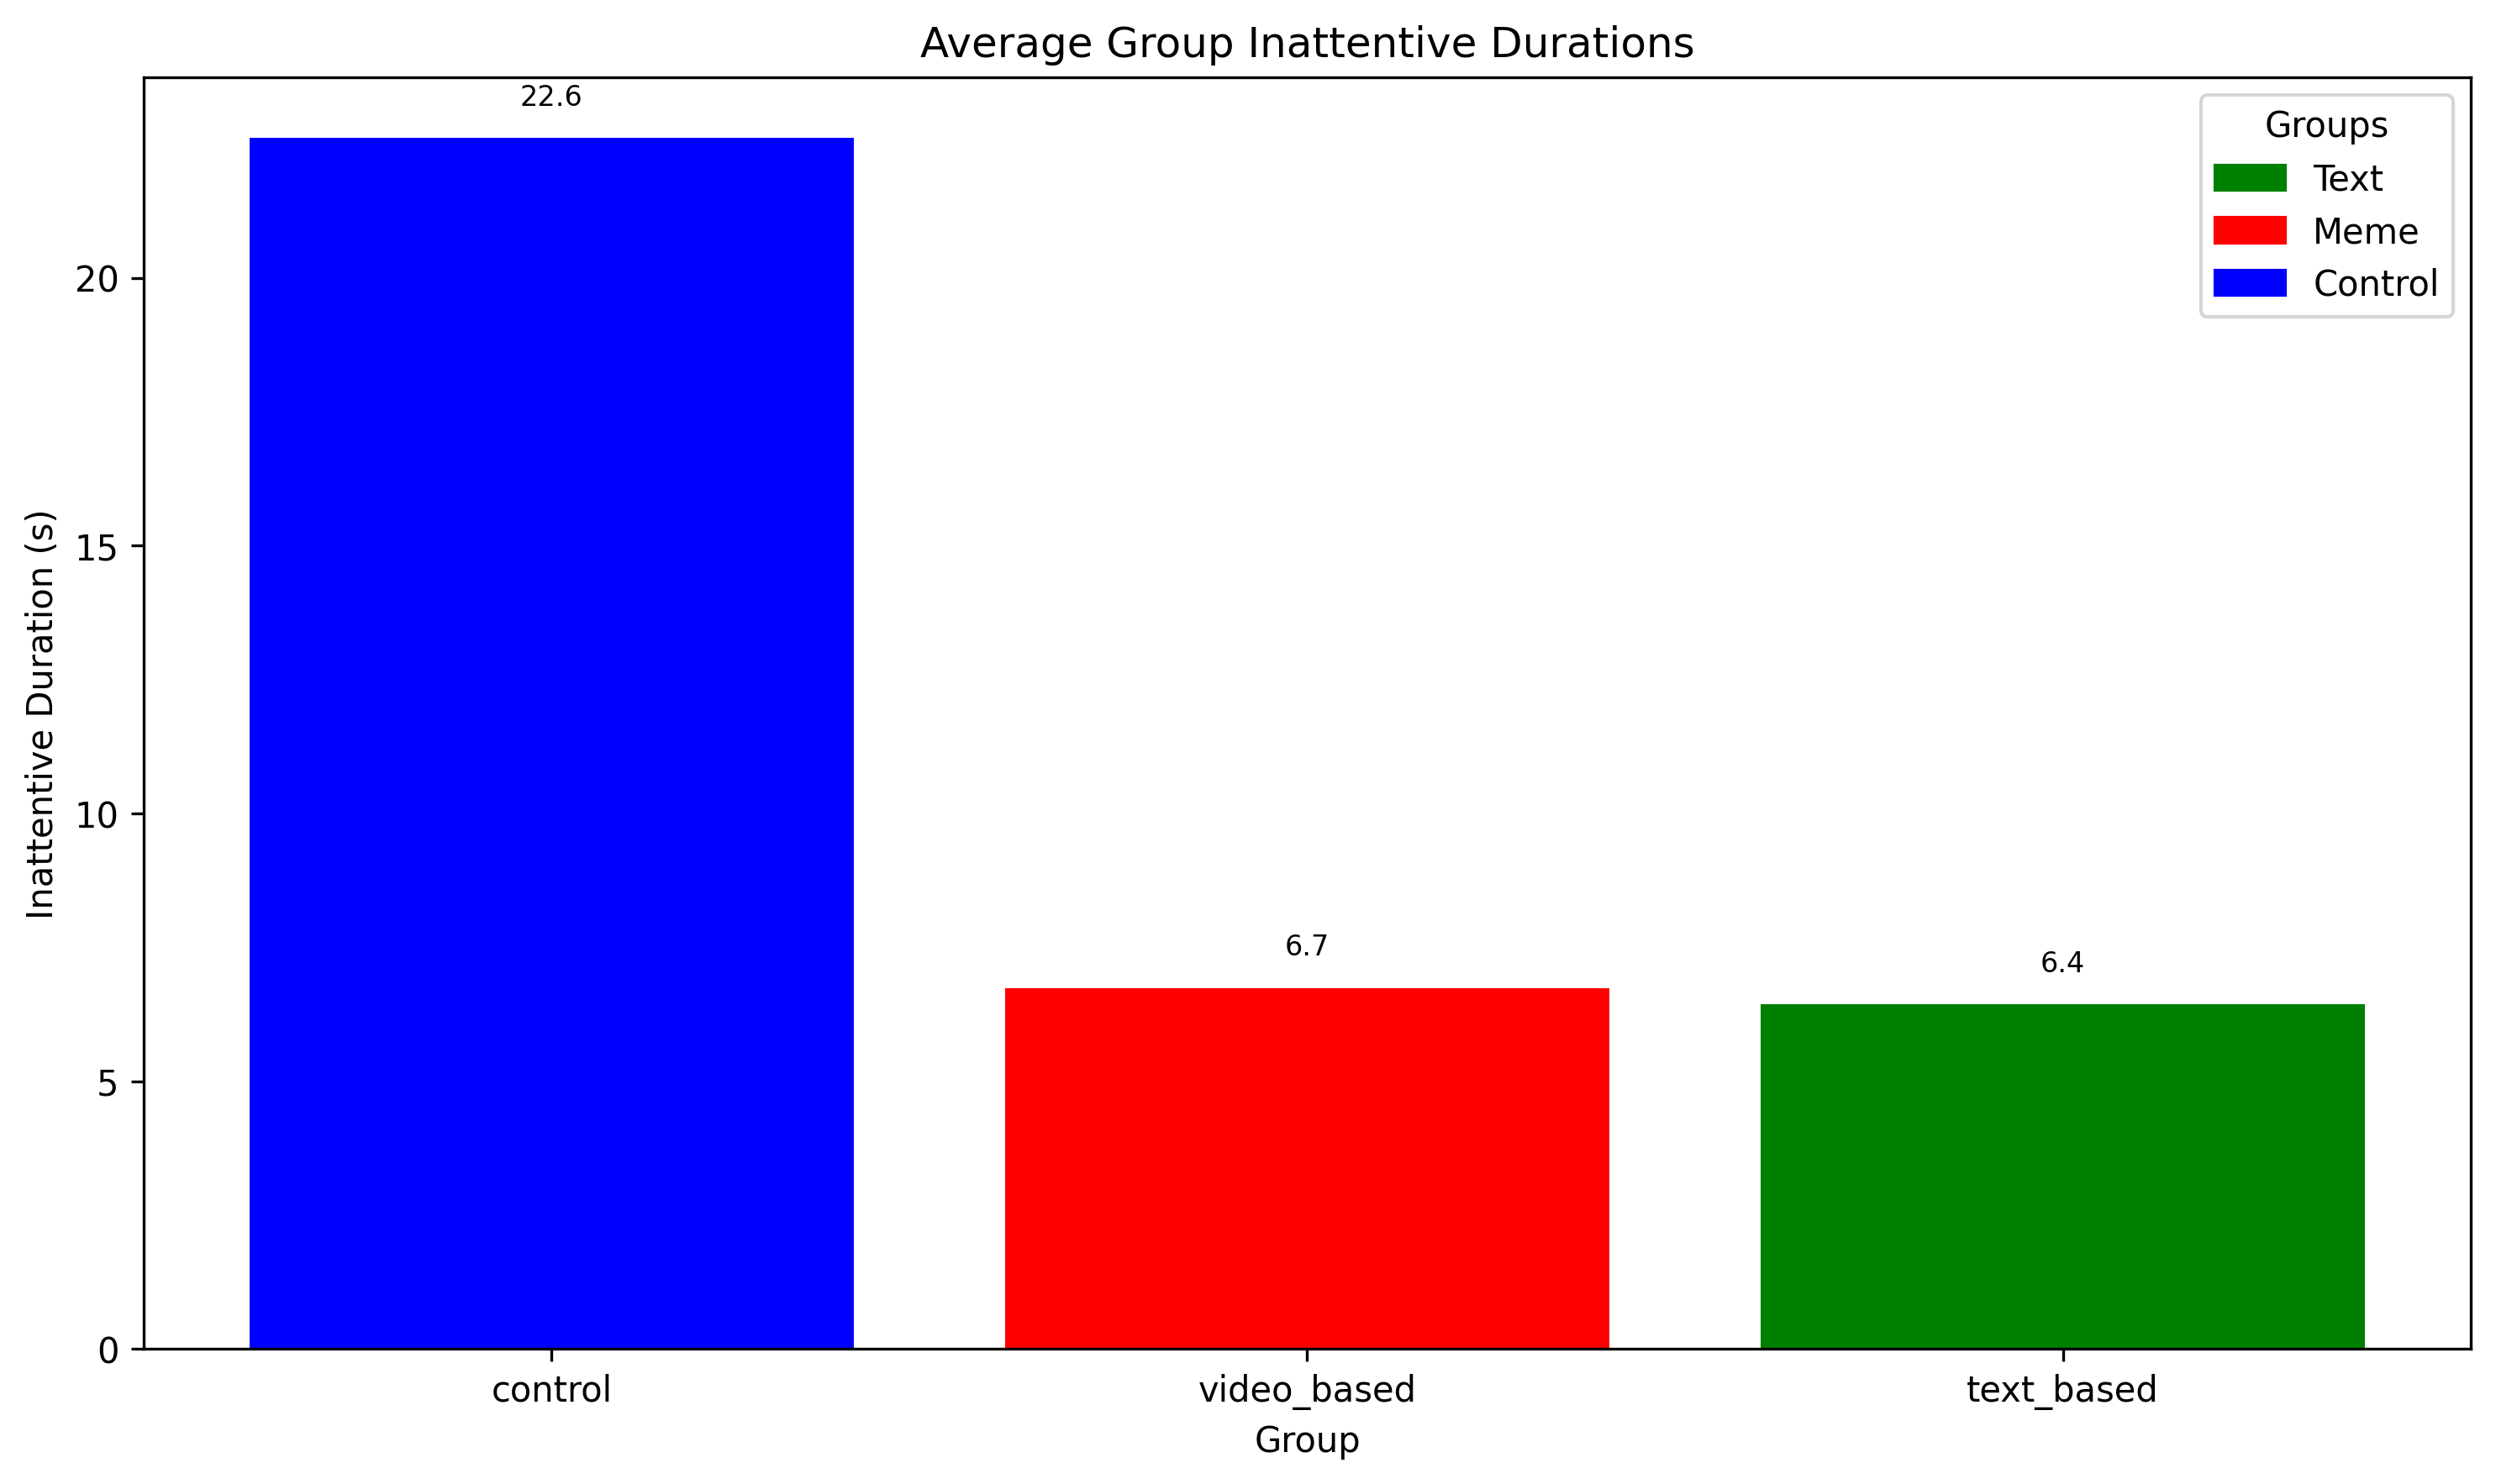 Average Group Inattentive Durations
22.6
Groups
Text
Meme
Control
20
15
10
5
0
Inattentive Duration (s)
6.7
6.4
control
video_based
text_based
Group